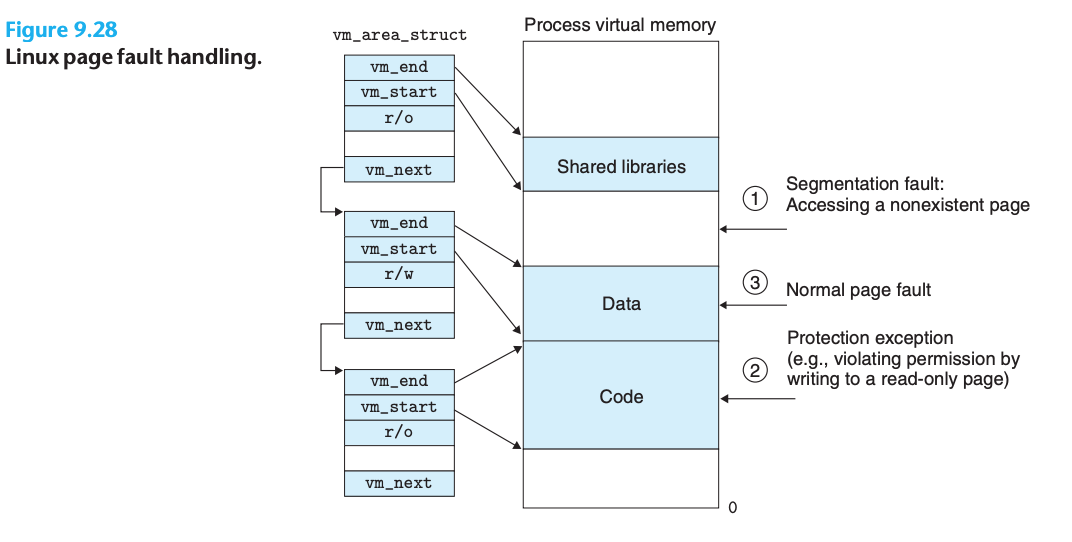 Figure 9.28
Linux page fault handling.
vm_area_struct
vm_end
vm_start
r/o
vm_next
vm_end
vm_start
r/w
vm_next
vm_end
vm_start
r/o
vm_next
Process virtual memory
Shared libraries
Data
Code
0
1
Segmentation fault:
Accessing a nonexistent page
3
Normal page fault
2
Protection exception
(e.g., violating permission by
writing to a read-only page)